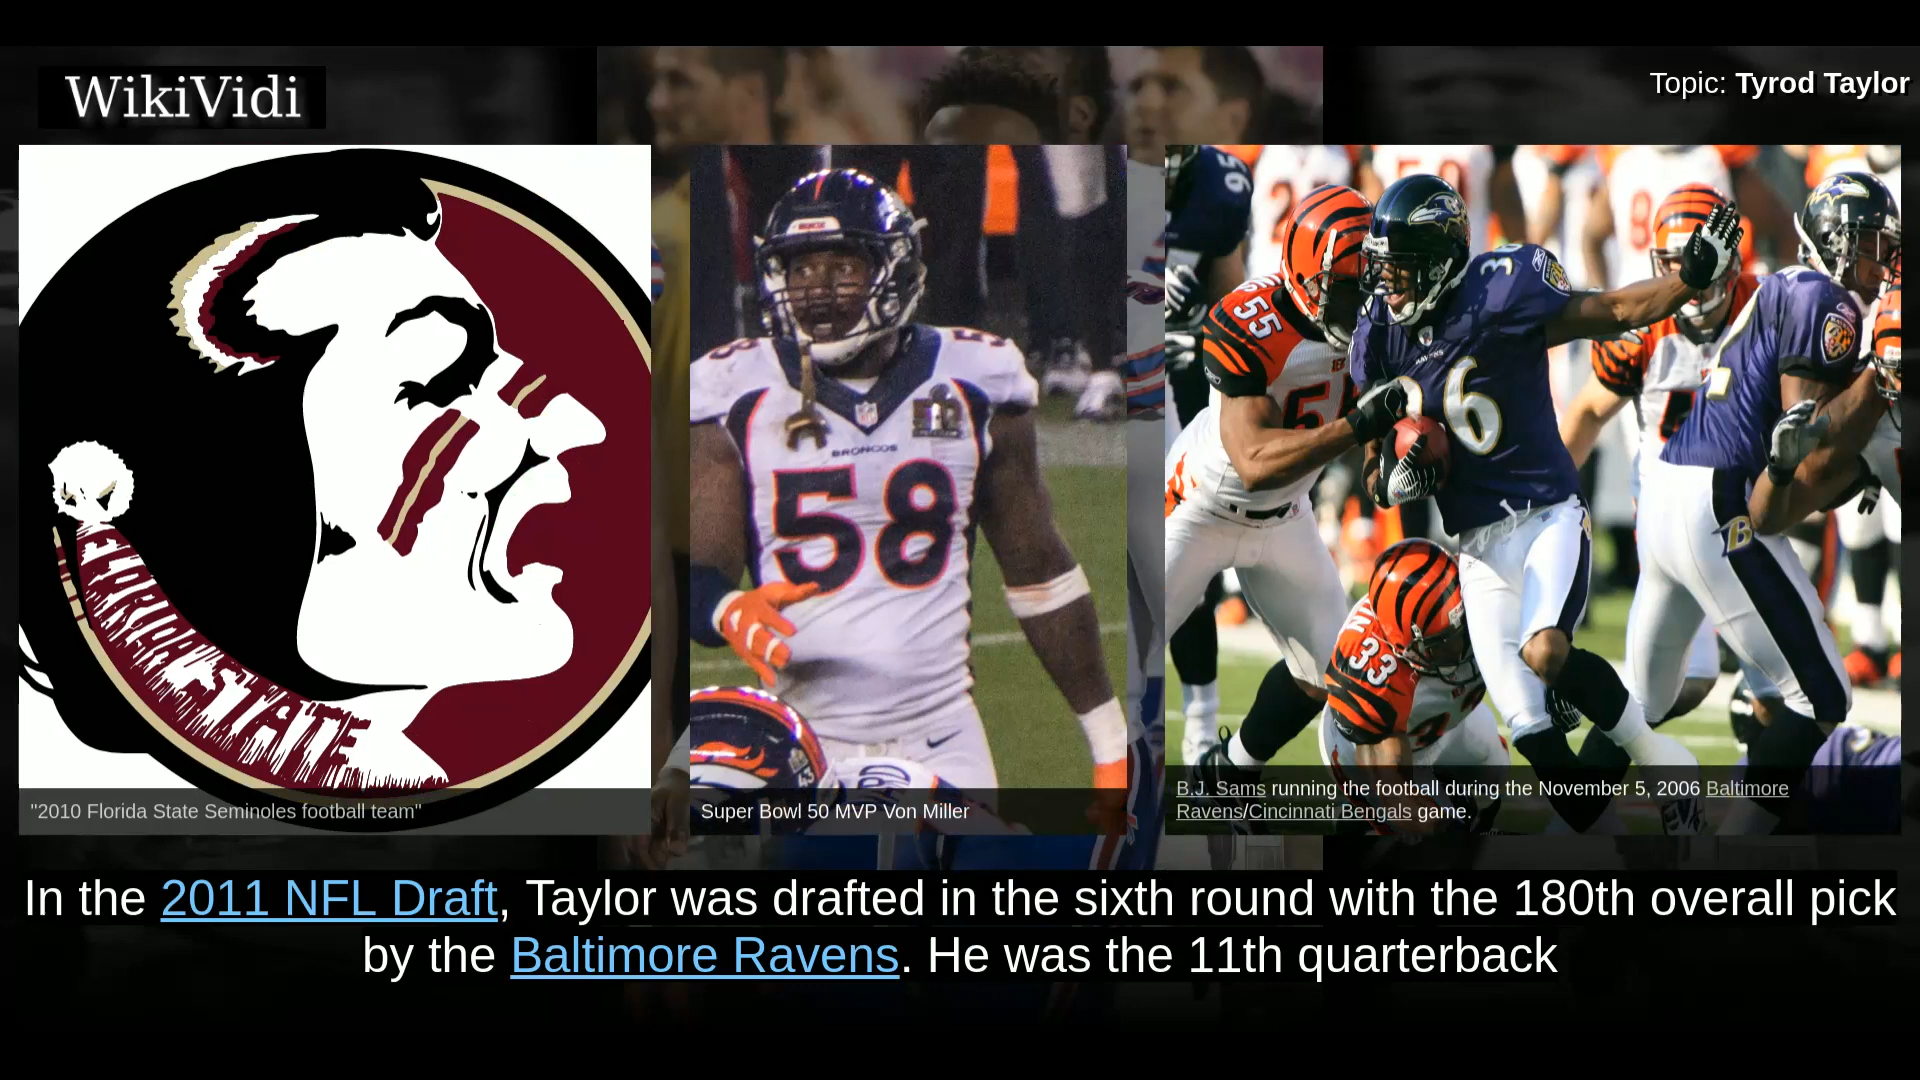 WikiVidi
Topic: Tyrod Taylor
FLORIDA STATE
"2010 Florida State Seminoles football team"
BRONCOS
58
Super Bowl 50 MVP Von Miller
95
55
36
33
B.J. Sams running the football during the November 5, 2006 Baltimore
Ravens/Cincinnati Bengals game.
In the 2011 NFL Draft, Taylor was drafted in the sixth round with the 180th overall pick
by the Baltimore Ravens. He was the 11th quarterback